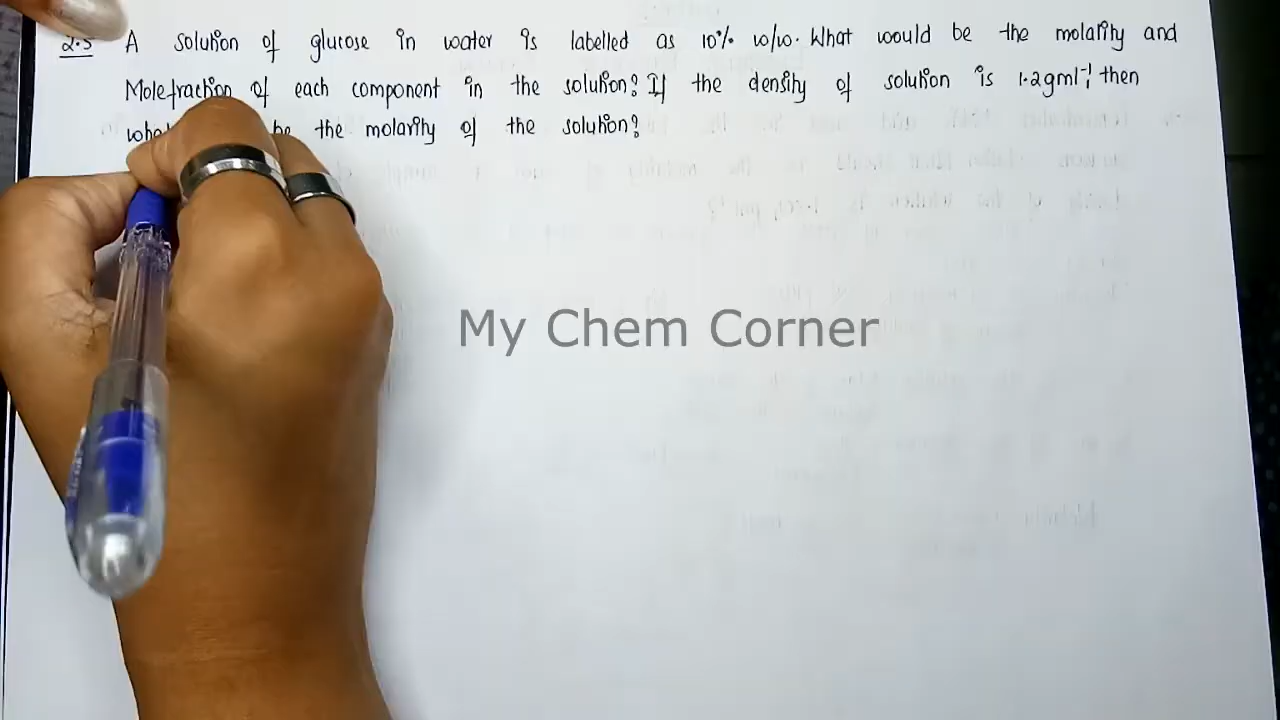 2.5 A solution of glucose in water is labelled as 10% w/w. What would be the molality and
Molefraction of each component in the solution? If the density of solution is 1.2gml⁻¹, then
be the molarity of the solution?
My Chem Corner